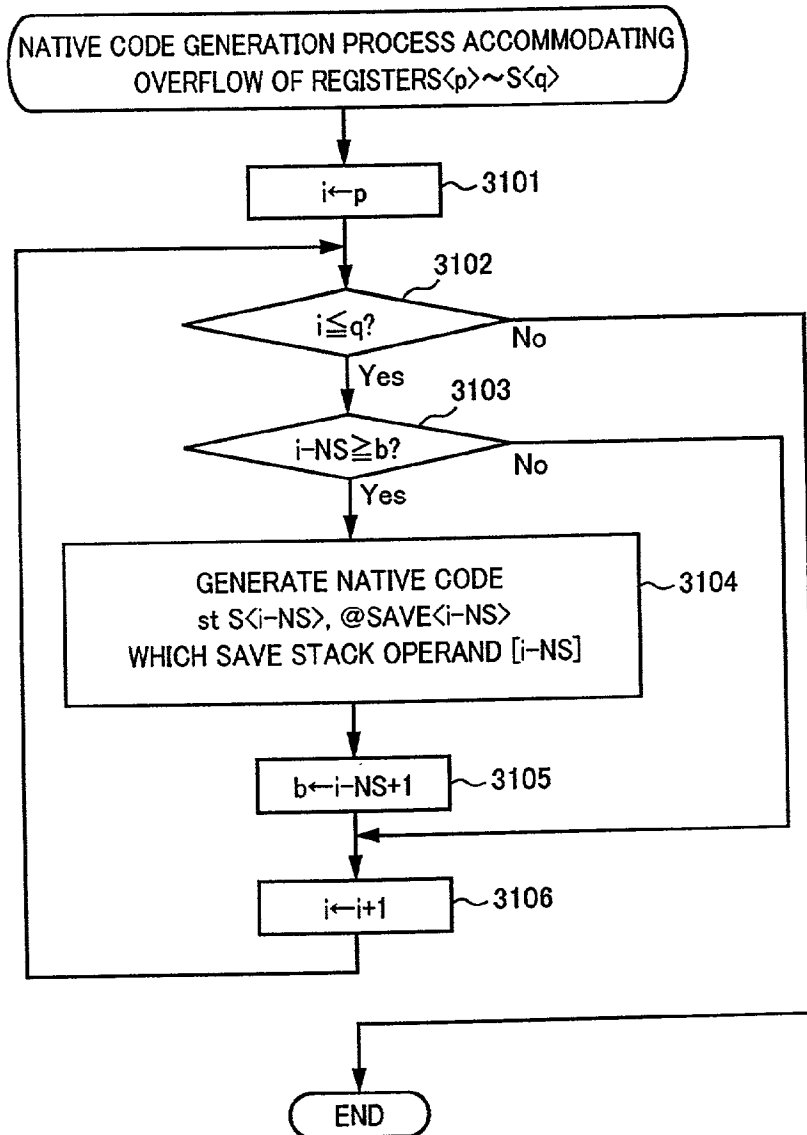 NATIVE CODE GENERATION PROCESS ACCOMMODATING
OVERFLOW OF REGISTERS<p>~S<q>
i←p
3101
3102
i≦q?
No
Yes
3103
i-NS≧b?
No
Yes
GENERATE NATIVE CODE
st S<i-NS>, @SAVE<i-NS>
WHICH SAVE STACK OPERAND [i-NS]
3104
b←i-NS+1
3105
i←i+1
3106
END